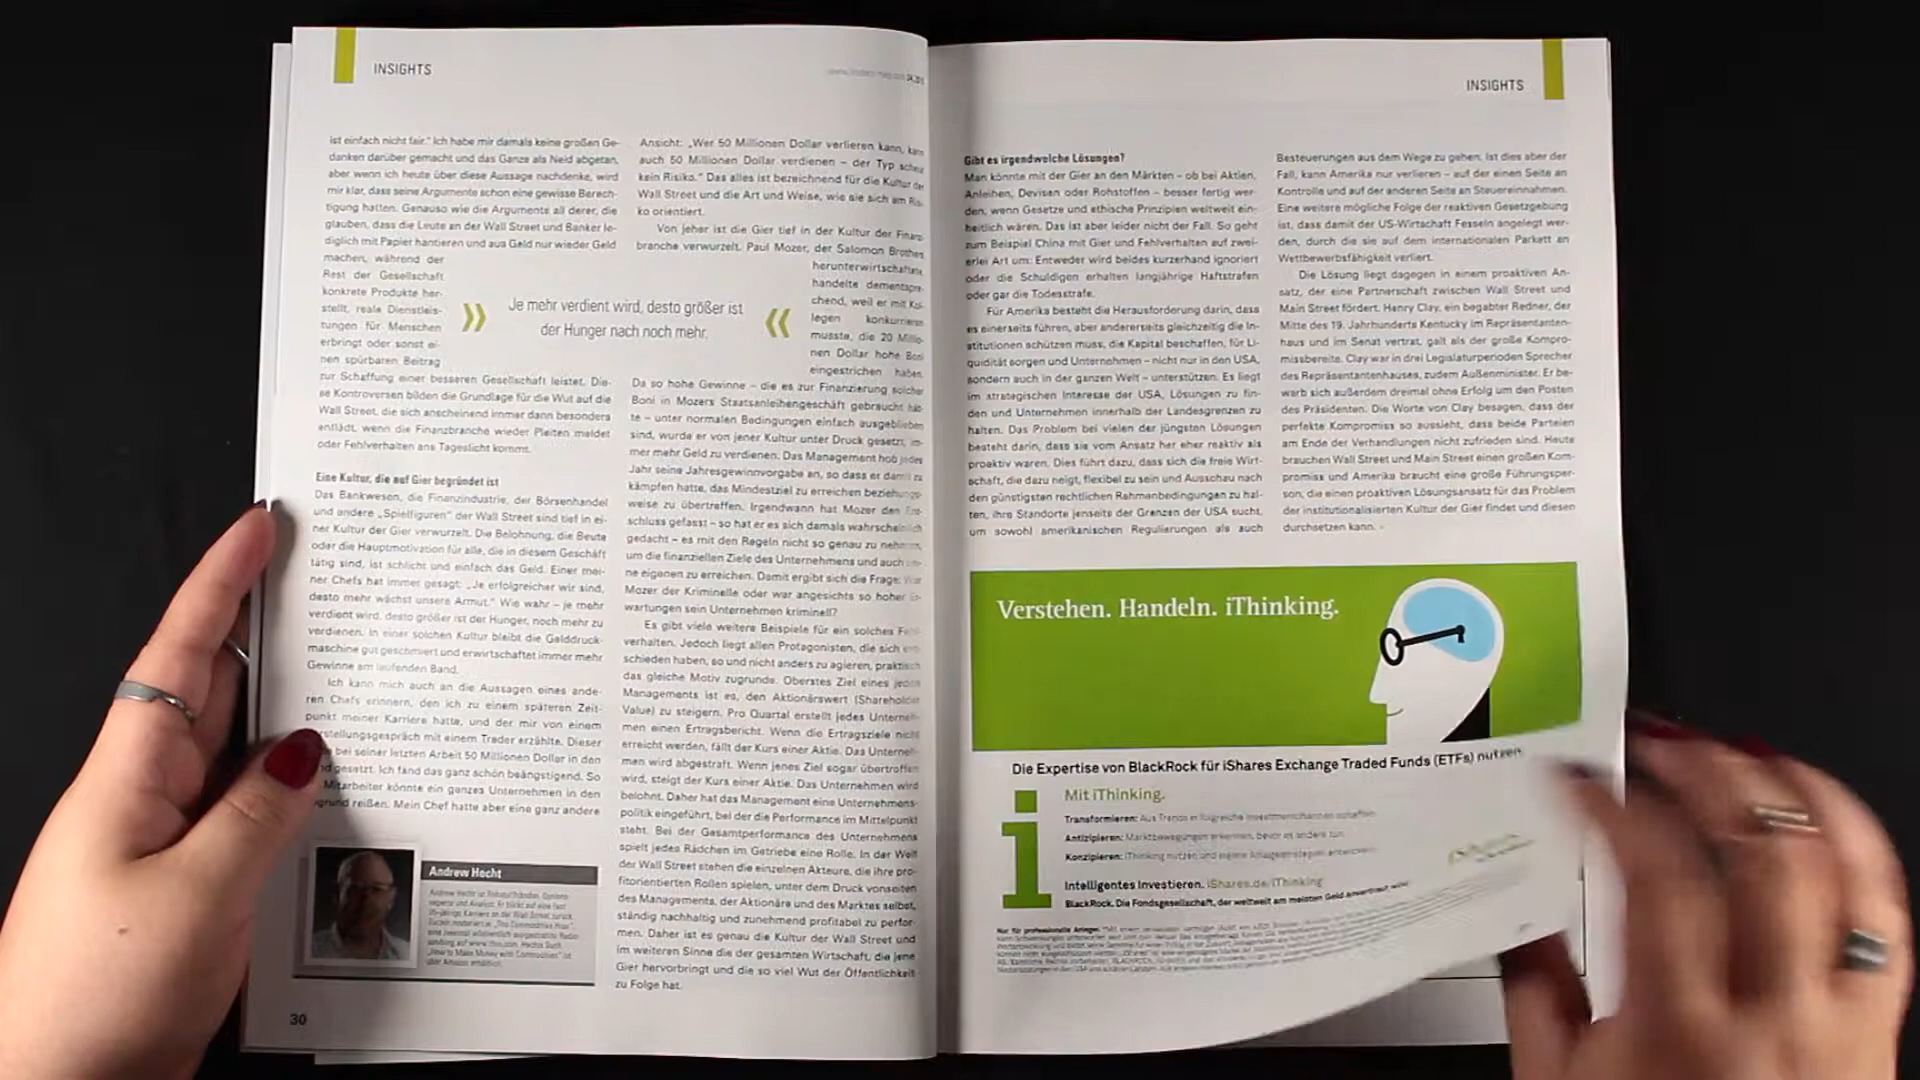 INSIGHTS
ist einfach nicht fair." Ich habe mir damals keine großen Ge-
danken darüber gemacht und das Ganze als Neid abgetan,
aber wenn ich heute über diese Aussage nachdenke, wird
mir klar, dass seine Argumente schon eine gewisse Berech-
tigung hatten. Genauso wie die Argumente all derer, die
glauben, dass die Leute an der Wall Street und Banker le-
diglich mit Papier hantieren und aus Geld nur wieder Geld
machen, während der
Rest der Gesellschaft
konkrete Produkte her-
stellt, reale Dienstleis-
tungen für Menschen
erbringt oder sonst ei-
nen spürbaren Beitrag
zur Schaffung einer besseren Gesellschaft leistet. Die-
se Kontroversen bilden die Grundlage für die Wut auf die
Wall Street, die sich anscheinend immer dann besonders
entlädt, wenn die Finanzbranche wieder Pleiten meldet
oder Fehlverhalten ans Tageslicht kommt.
Eine Kultur, die auf Gier begründet ist
Das Bankwesen, die Finanzindustrie, der Börsenhandel
und andere „Spielfiguren" der Wall Street sind tief in ei-
ner Kultur der Gier verwurzelt. Die Belohnung, die Beute
oder die Hauptmotivation für alle, die in diesem Geschäft
tätig sind, ist schlicht und einfach das Geld. Einer mei-
ner Chefs hat immer gesagt: „Je erfolgreicher wir sind,
desto mehr wächst unsere Armut." Wie wahr – je mehr
verdient wird, desto größer ist der Hunger, noch mehr zu
verdienen. In einer solchen Kultur bleibt die Gelddruck-
maschine gut geschmiert und erwirtschaftet immer mehr
Gewinne am laufenden Band.
Ich kann mich auch an die Aussagen eines ande-
ren Chefs erinnern, den ich zu einem späteren Zeit-
punkt meiner Karriere hatte, und der mir von einem
rstellungsgespräch mit einem Trader erzählte. Dieser
bei seiner letzten Arbeit 50 Millionen Dollar in den
nd gesetzt. Ich fand das ganz schön beängstigend. So
Mitarbeiter könnte ein ganzes Unternehmen in den
grund reißen. Mein Chef hatte aber eine ganz andere
Andrew Hecht
30
Ansicht: „Wer 50 Millionen Dollar verlieren kann, kann
auch 50 Millionen Dollar verdienen – der Typ scheut
kein Risiko." Das alles ist bezeichnend für die Kultur der
Wall Street und die Art und Weise, wie sie sich am Risi-
ko orientiert.
Von jeher ist die Gier tief in der Kultur der Finanz-
branche verwurzelt. Paul Mozer, der Salomon Brothers
herunterwirtschaftete,
handelte dementspre-
chend, weil er mit Kol-
legen konkurrieren
musste, die 20 Millio-
nen Dollar hohe Boni
eingestrichen haben.
» Je mehr verdient wird, desto größer ist «
der Hunger nach noch mehr.
Da so hohe Gewinne – die es zur Finanzierung solcher
Boni in Mozers Staatsanleihengeschäft gebraucht hät-
te – unter normalen Bedingungen einfach ausgeblieben
sind, wurde er von jener Kultur unter Druck gesetzt, im-
mer mehr Geld zu verdienen. Das Management hob jedes
Jahr seine Jahresgewinnvorgabe an, so dass er damit zu
kämpfen hatte, das Mindestziel zu erreichen beziehungs-
weise zu übertreffen. Irgendwann hat Mozer den Ent-
schluss gefasst – so hat er es sich damals wahrscheinlich
gedacht – es mit den Regeln nicht so genau zu nehmen,
um die finanziellen Ziele des Unternehmens und auch sei-
ne eigenen zu erreichen. Damit ergibt sich die Frage: War
Mozer der Kriminelle oder war angesichts so hoher Er-
wartungen sein Unternehmen kriminell?
Es gibt viele weitere Beispiele für ein solches Fehl-
verhalten. Jedoch liegt allen Protagonisten, die sich ent-
schieden haben, so und nicht anders zu agieren, praktisch
das gleiche Motiv zugrunde. Oberstes Ziel eines jeden
Managements ist es, den Aktionärswert (Shareholder
Value) zu steigern. Pro Quartal erstellt jedes Unterneh-
men einen Ertragsbericht. Wenn die Ertragsziele nicht
erreicht werden, fällt der Kurs einer Aktie. Das Unterneh-
men wird abgestraft. Wenn jenes Ziel sogar übertroffen
wird, steigt der Kurs einer Aktie. Das Unternehmen wird
belohnt. Daher hat das Management eine Unternehmens-
politik eingeführt, bei der die Performance im Mittelpunkt
steht. Bei der Gesamtperformance des Unternehmens
spielt jedes Rädchen im Getriebe eine Rolle. In der Welt
der Wall Street stehen die einzelnen Akteure, die ihre pro-
fitorientierten Rollen spielen, unter dem Druck vonseiten
des Managements, der Aktionäre und des Marktes selbst,
ständig nachhaltig und zunehmend profitabel zu perfor-
men. Daher ist es genau die Kultur der Wall Street und
im weiteren Sinne die der gesamten Wirtschaft, die jene
Gier hervorbringt und die so viel Wut der Öffentlichkeit
zu Folge hat.
INSIGHTS
Gibt es irgendwelche Lösungen?
Man könnte mit der Gier an den Märkten – ob bei Aktien,
Anleihen, Devisen oder Rohstoffen – besser fertig wer-
den, wenn Gesetze und ethische Prinzipien weltweit ein-
heitlich wären. Das ist aber leider nicht der Fall. So geht
zum Beispiel China mit Gier und Fehlverhalten auf zwei-
erlei Art um: Entweder wird beides kurzerhand ignoriert
oder die Schuldigen erhalten langjährige Haftstrafen
oder gar die Todesstrafe.
Für Amerika besteht die Herausforderung darin, dass
es einerseits führen, aber andererseits gleichzeitig die In-
stitutionen schützen muss, die Kapital beschaffen, für Li-
quidität sorgen und Unternehmen – nicht nur in den USA,
sondern auch in der ganzen Welt – unterstützen. Es liegt
im strategischen Interesse der USA, Lösungen zu fin-
den und Unternehmen innerhalb der Landesgrenzen zu
halten. Das Problem bei vielen der jüngsten Lösungen
besteht darin, dass sie vom Ansatz her eher reaktiv als
proaktiv waren. Dies führt dazu, dass sich die freie Wirt-
schaft, die dazu neigt, flexibel zu sein und Ausschau nach
den günstigsten rechtlichen Rahmenbedingungen zu hal-
ten, ihre Standorte jenseits der Grenzen der USA sucht,
um sowohl amerikanischen Regulierungen als auch
Besteuerungen aus dem Wege zu gehen. Ist dies aber der
Fall, kann Amerika nur verlieren – auf der einen Seite an
Kontrolle und auf der anderen Seite an Steuereinnahmen.
Eine weitere mögliche Folge der reaktiven Gesetzgebung
ist, dass damit der US-Wirtschaft Fesseln angelegt wer-
den, durch die sie auf dem internationalen Parkett an
Wettbewerbsfähigkeit verliert.
Die Lösung liegt dagegen in einem proaktiven An-
satz, der eine Partnerschaft zwischen Wall Street und
Main Street fördert. Henry Clay, ein begabter Redner, der
Mitte des 19. Jahrhunderts Kentucky im Repräsentanten-
haus und im Senat vertrat, galt als der große Kompro-
missbereite. Clay war in drei Legislaturperioden Sprecher
des Repräsentantenhauses, zudem Außenminister. Er be-
warb sich außerdem dreimal ohne Erfolg um den Posten
des Präsidenten. Die Worte von Clay besagen, dass der
perfekte Kompromiss so aussieht, dass beide Parteien
am Ende der Verhandlungen nicht zufrieden sind. Heute
brauchen Wall Street und Main Street einen großen Kom-
promiss und Amerika braucht eine große Führungsper-
son, die einen proaktiven Lösungsansatz für das Problem
der institutionalisierten Kultur der Gier findet und diesen
durchsetzen kann.
Verstehen. Handeln. iThinking.
Die Expertise von BlackRock für iShares Exchange Traded Funds (ETFs) nutzen.
Mit iThinking.
Transformieren: Aus Trends
Antizipieren: Marktbewegungen erkennen, bevor es andere tun.
Konzipieren: iThinking nutzen und eigene Anlagestrategien entwickeln.
Intelligentes Investieren. iShares.de/iThinking
BlackRock. Die Fondsgesellschaft, der weltweit am meisten Geld anvertraut wird.
Nur für professionelle Anleger.